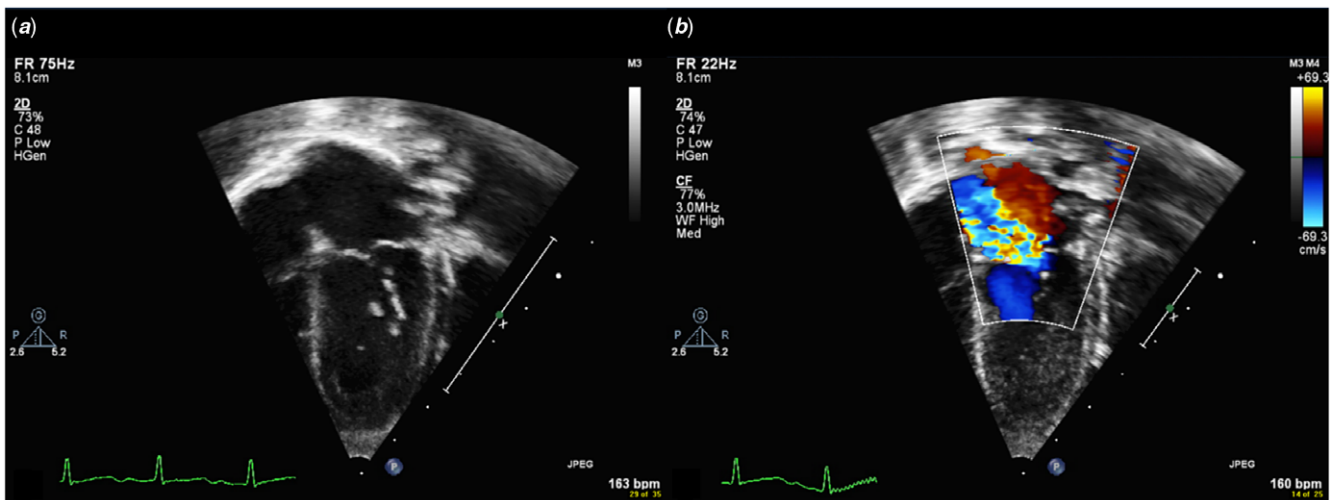 (a)
FR 75Hz
8.1cm
2D
73%
C 48
P Low
HGen
M3
G
P R
2.6 5.2
P
JPEG
163 bpm
29 of 35
(b)
FR 22Hz
8.1cm
2D
74%
C 47
P Low
HGen
CF
77%
3.0MHz
WF High
Med
M3 M4
+69.3
-69.3
cm/s
G
P R
2.6 5.2
P
JPEG
160 bpm
14 of 25